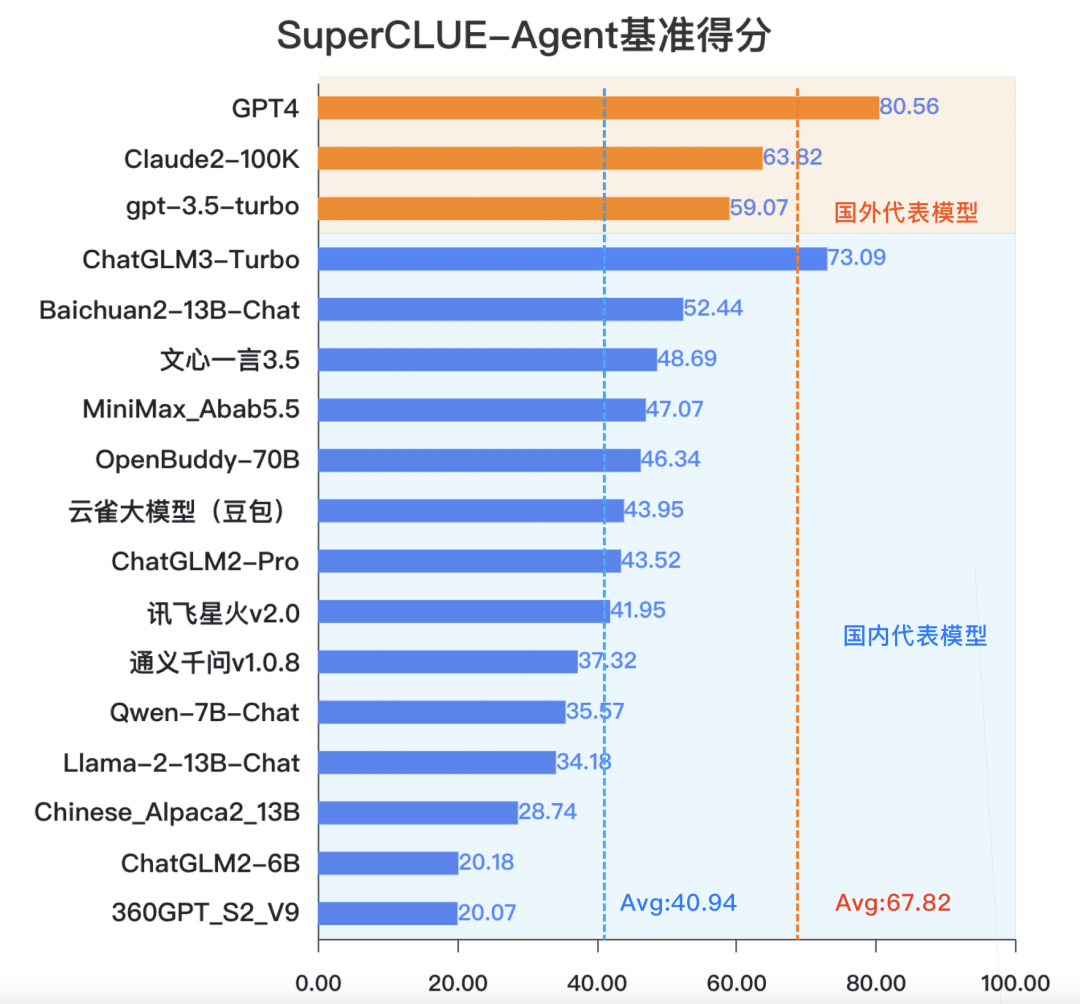 SuperCLUE-Agent基准得分
GPT4 80.56
Claude2-100K 63.82
gpt-3.5-turbo 59.07
国外代表模型
ChatGLM3-Turbo 73.09
Baichuan2-13B-Chat 52.44
文心一言3.5 48.69
MiniMax_Abab5.5 47.07
OpenBuddy-70B 46.34
云雀大模型（豆包） 43.95
ChatGLM2-Pro 43.52
讯飞星火v2.0 41.95
国内代表模型
通义千问v1.0.8 37.32
Qwen-7B-Chat 35.57
Llama-2-13B-Chat 34.18
Chinese_Alpaca2_13B 28.74
ChatGLM2-6B 20.18
360GPT_S2_V9 20.07
Avg:40.94 Avg:67.82
0.00 20.00 40.00 60.00 80.00 100.00